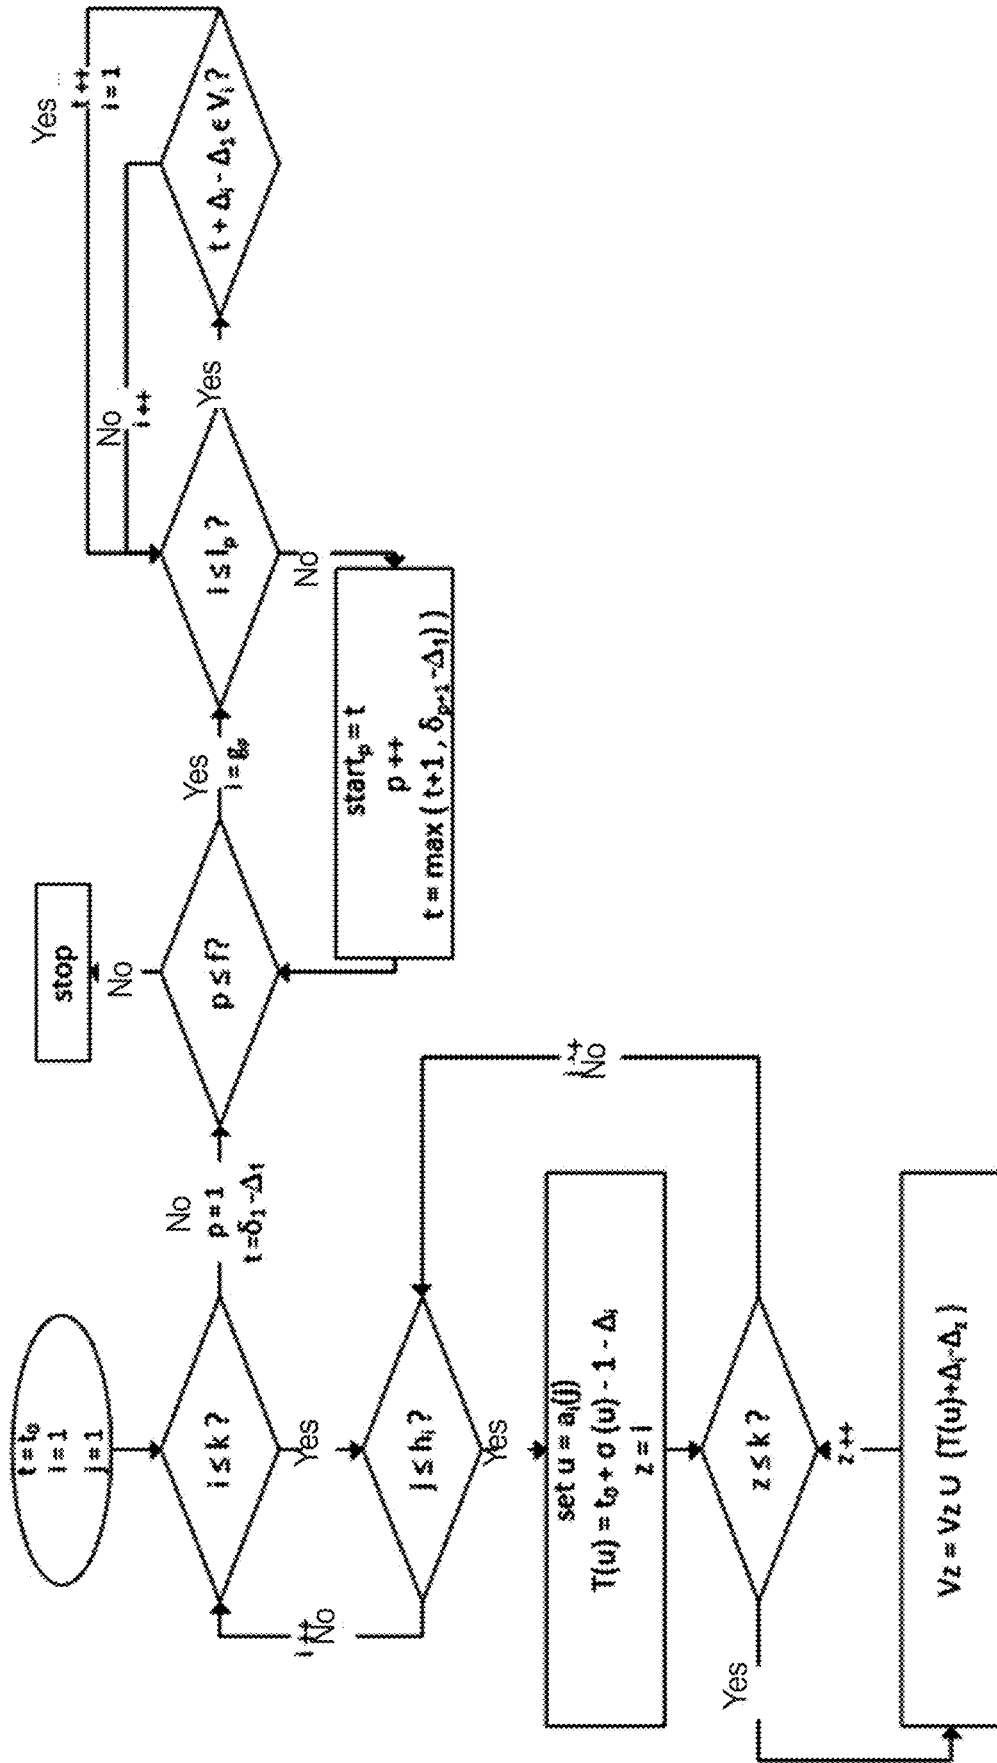 t = t₀
i = 1
j = 1
i ≤ k ?
No
p = 1
t=δ₁-Δ₁
Yes
j ≤ hᵢ ?
i ++
No
Yes
set u = aᵢ(j)
T(u) = t₀ + σ (u) - 1 - Δᵢ
z = i
z ≤ k ?
j ++
No
Yes
z ++
Vz = Vz U {T(u)+Δᵢ-Δz }
p ≤ f?
No
stop
Yes
i = gₚ
i ≤ lₚ ?
No
startₚ = t
p ++
t = max ( t+1 , δₚ₊₁-Δ₁) )
Yes
t + Δᵢ - Δ₁ ϵ Vᵢ ?
No
i ++
Yes
t ++
i = 1